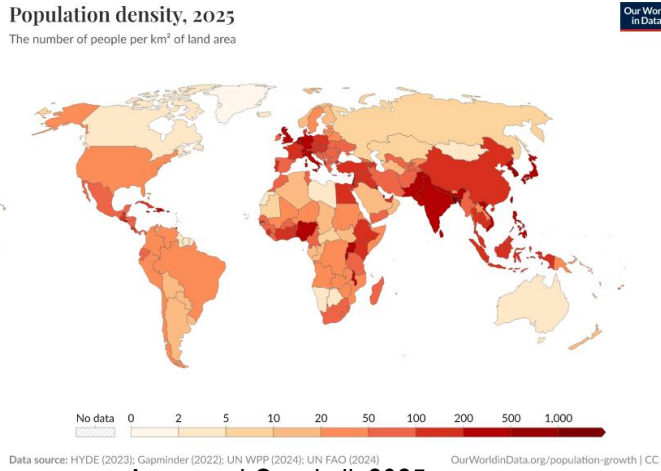 Population density, 2025
The number of people per km² of land area
Our World
in Data
No data 0 2 5 10 20 50 100 200 500 1,000
Data source: HYDE (2023); Gapminder (2022); UN WPP (2024); UN FAO (2024)
OurWorldinData.org/population-growth | CC
2025